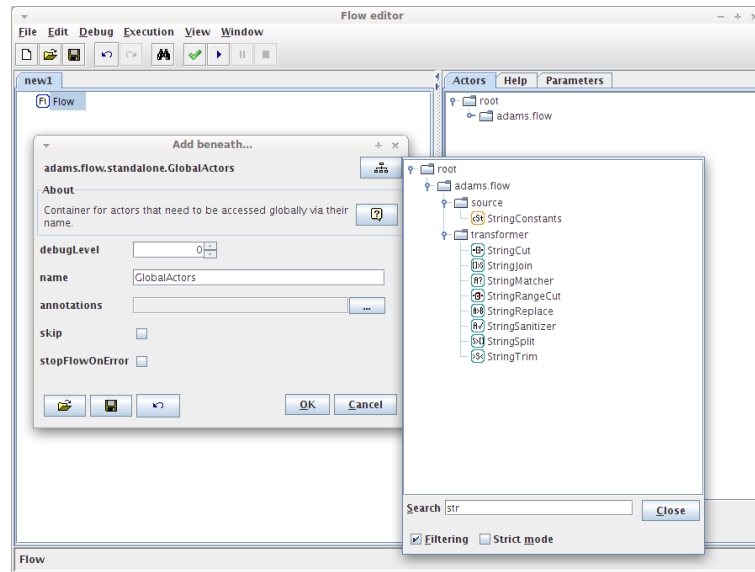 Flow editor
File Edit Debug Execution View Window
new1
Flow
Actors Help Parameters
root
adams.flow
Add beneath...
adams.flow.standalone.GlobalActors
About
Container for actors that need to be accessed globally via their
name.
debugLevel 0
name GlobalActors
annotations ...
skip
stopFlowOnError
OK Cancel
root
adams.flow
source
StringConstants
transformer
StringCut
StringJoin
StringMatcher
StringRangeCut
StringReplace
StringSanitizer
StringSplit
StringTrim
Search str Close
Filtering Strict mode
Flow